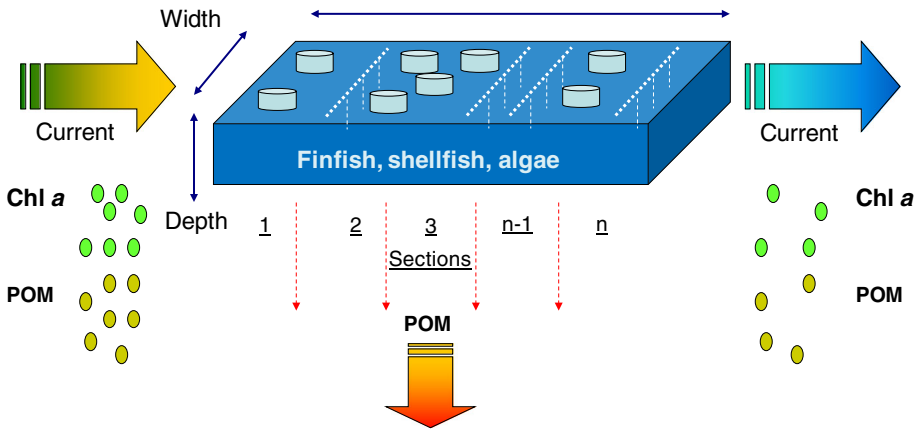 Width
Current
Current
Finfish, shellfish, algae
Chl a
Chl a
Depth
1 2 3 n-1 n
Sections
POM
POM
POM